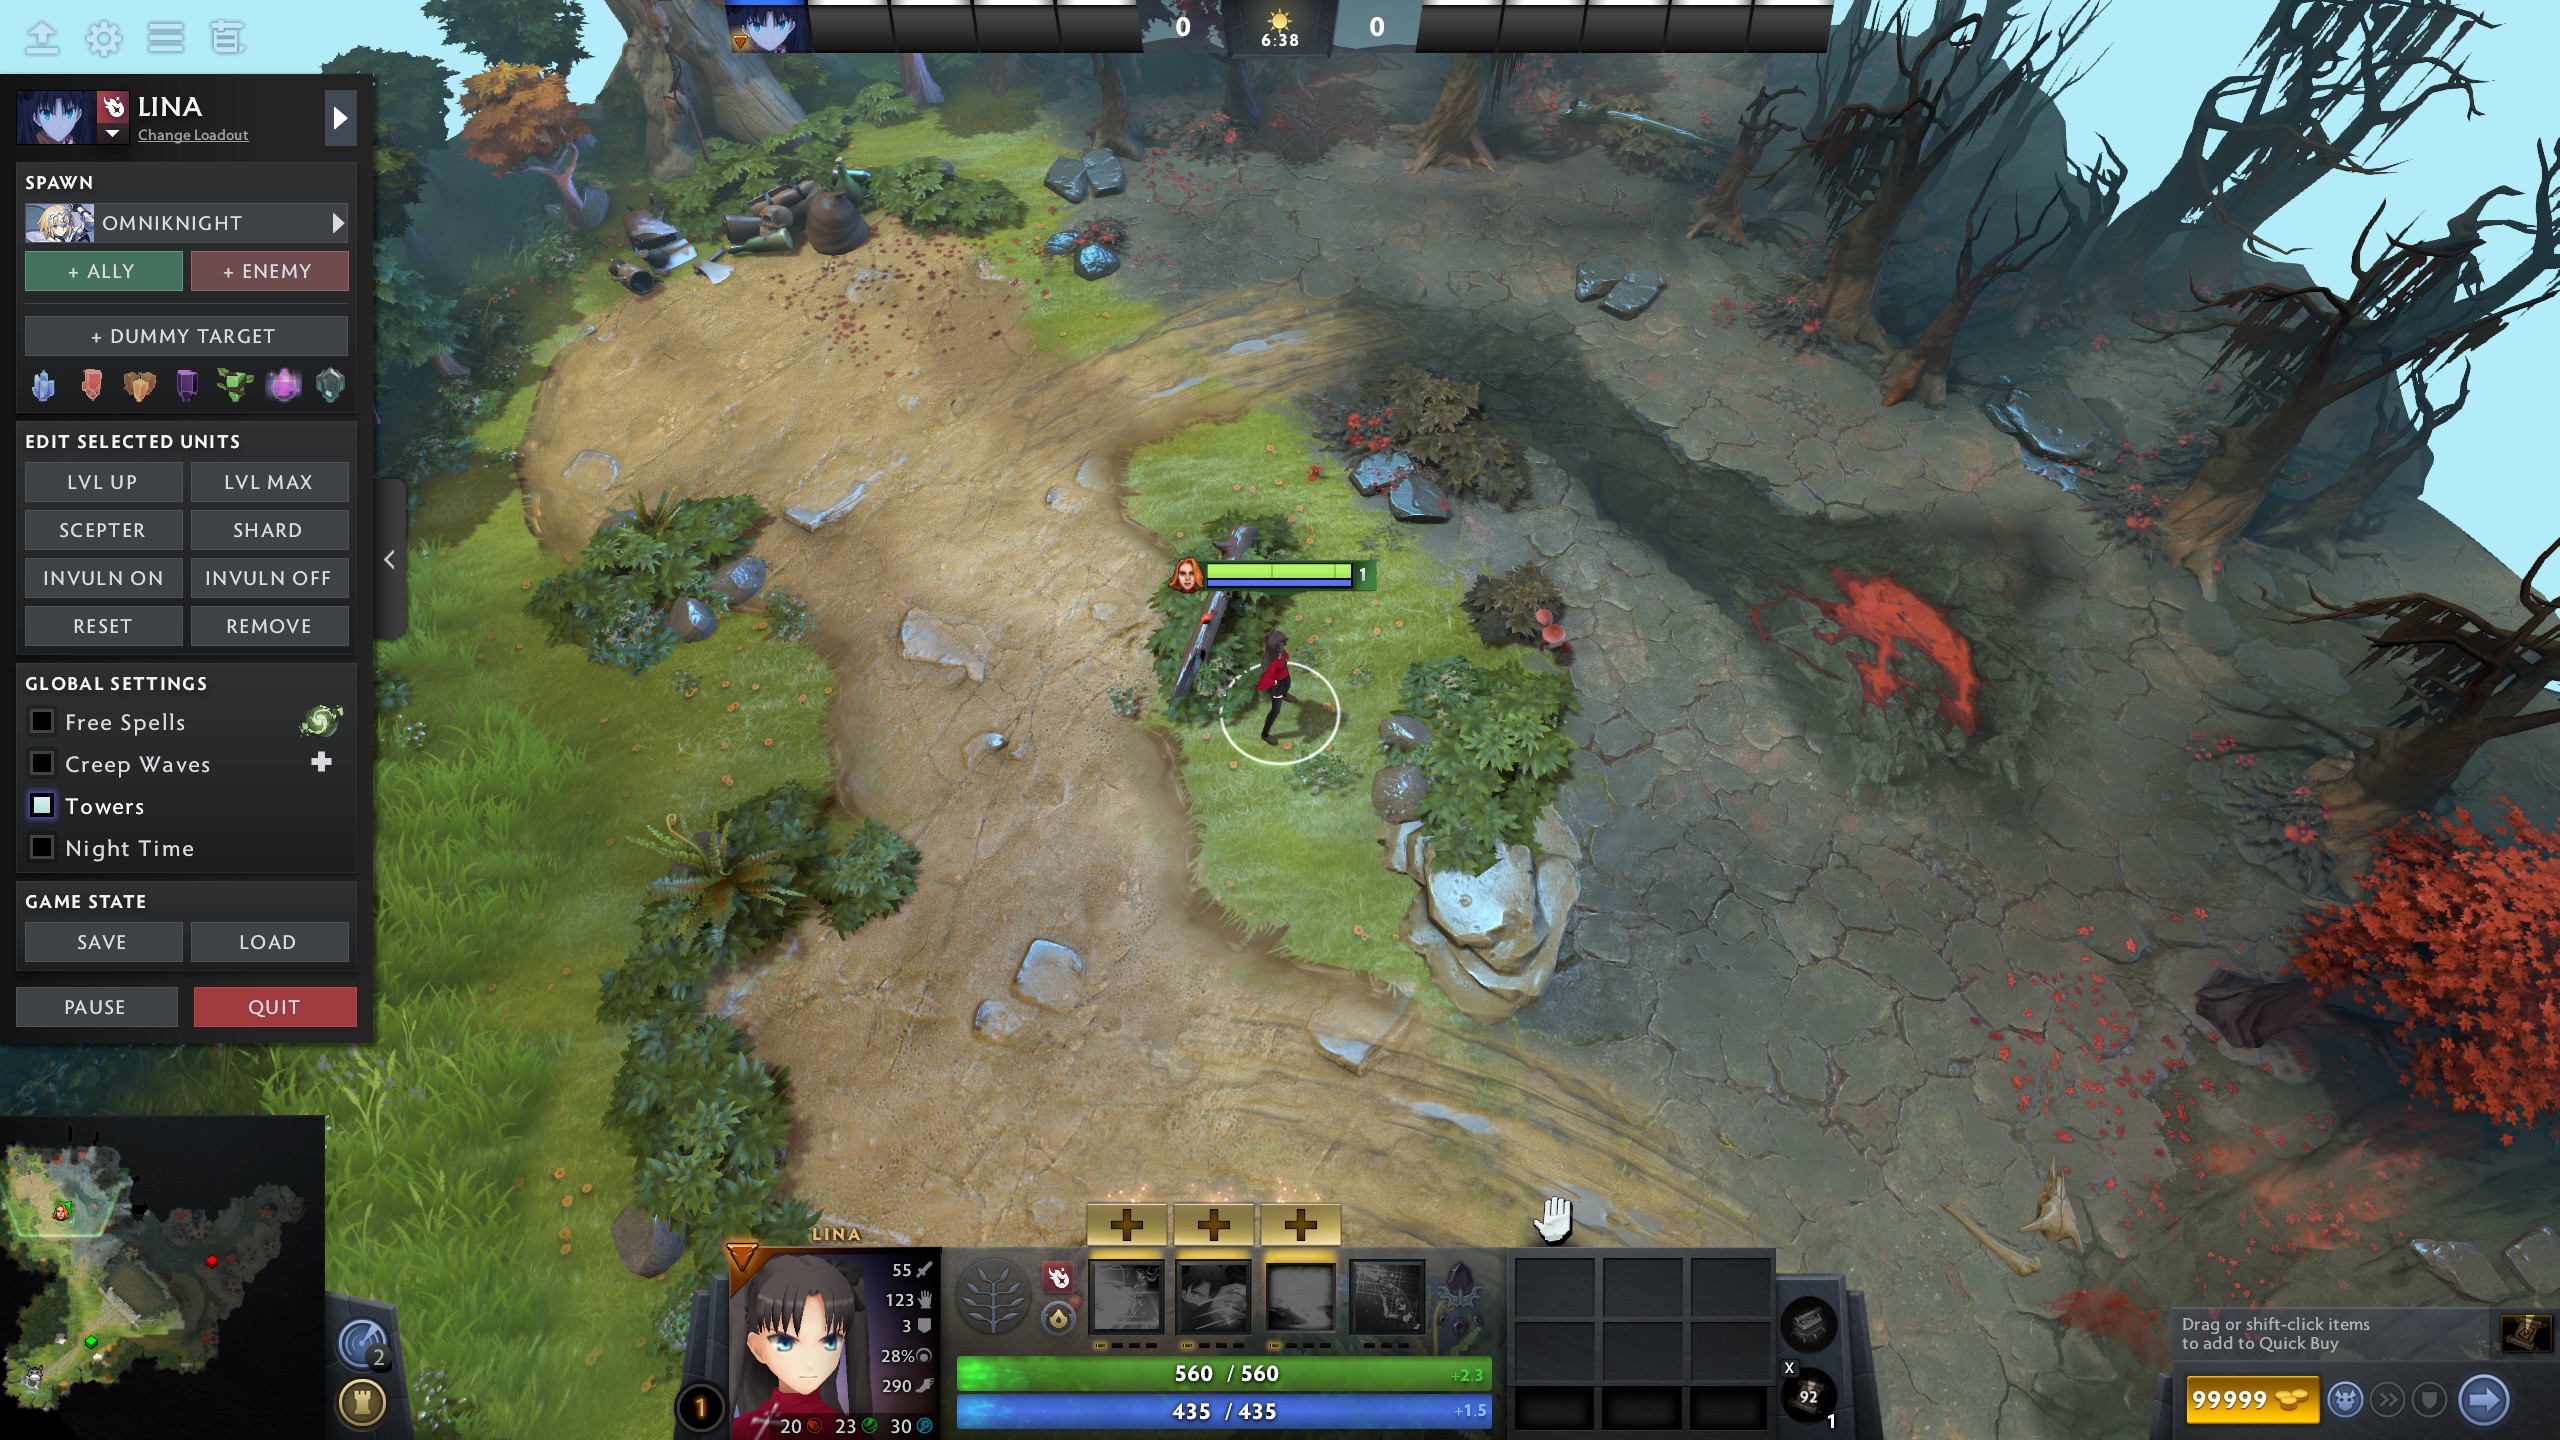 0
6:38
0
LINA
Change Loadout
SPAWN
OMNIKNIGHT
+ ALLY
+ ENEMY
+ DUMMY TARGET
EDIT SELECTED UNITS
LVL UP
LVL MAX
SCEPTER
SHARD
INVULN ON
INVULN OFF
RESET
REMOVE
GLOBAL SETTINGS
Free Spells
Creep Waves
Towers
Night Time
GAME STATE
SAVE
LOAD
PAUSE
QUIT
1
2
LINA
55
123
3
28%
290
20
23
30
1
560 / 560
+2.3
435 / 435
+1.5
X
92
1
Drag or shift-click items
to add to Quick Buy
99999